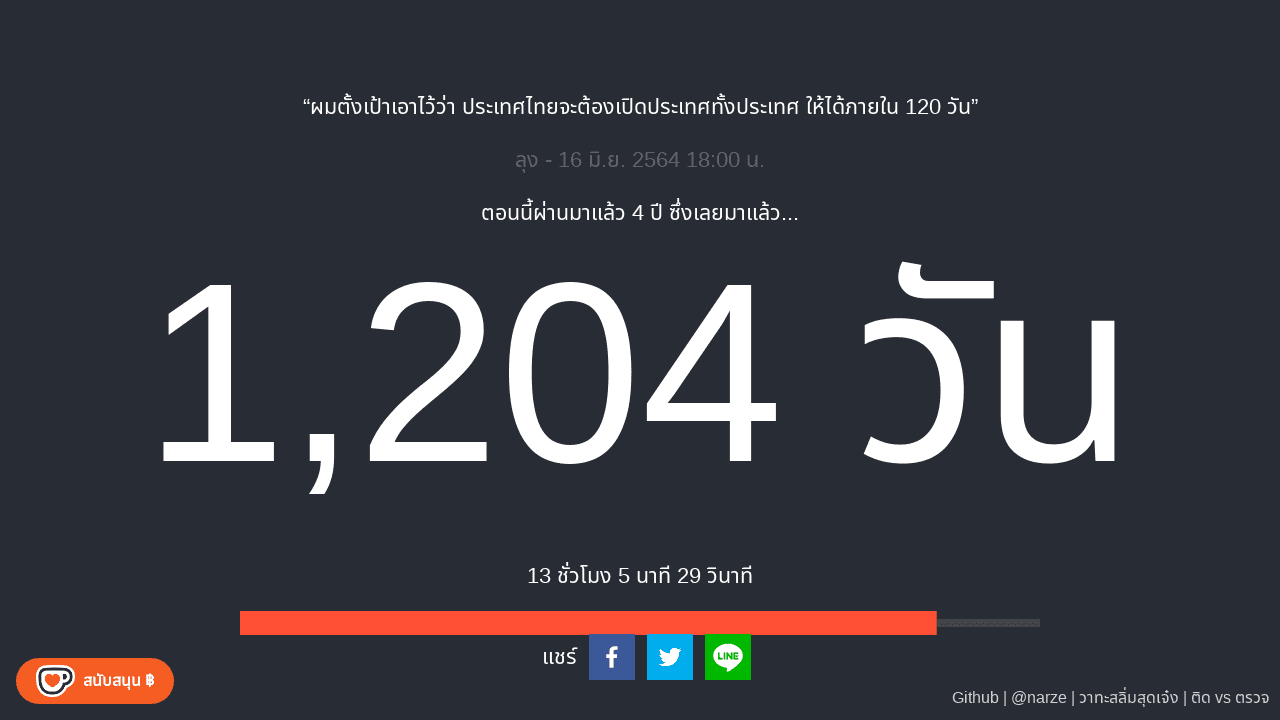 “ผมตั้งเป้าเอาไว้ว่า ประเทศไทยจะต้องเปิดประเทศทั้งประเทศ ให้ได้ภายใน 120 วัน”
ลุง - 16 มิ.ย. 2564 18:00 น.
ตอนนี้ผ่านมาแล้ว 4 ปี ซึ่งเลยมาแล้ว...
1,204 วัน
13 ชั่วโมง 5 นาที 29 วินาที
แชร์
LINE
สนับสนุน ฿
Github | @narze | วาทะสลิ่มสุดเจ๋ง | ติด vs ตรวจ